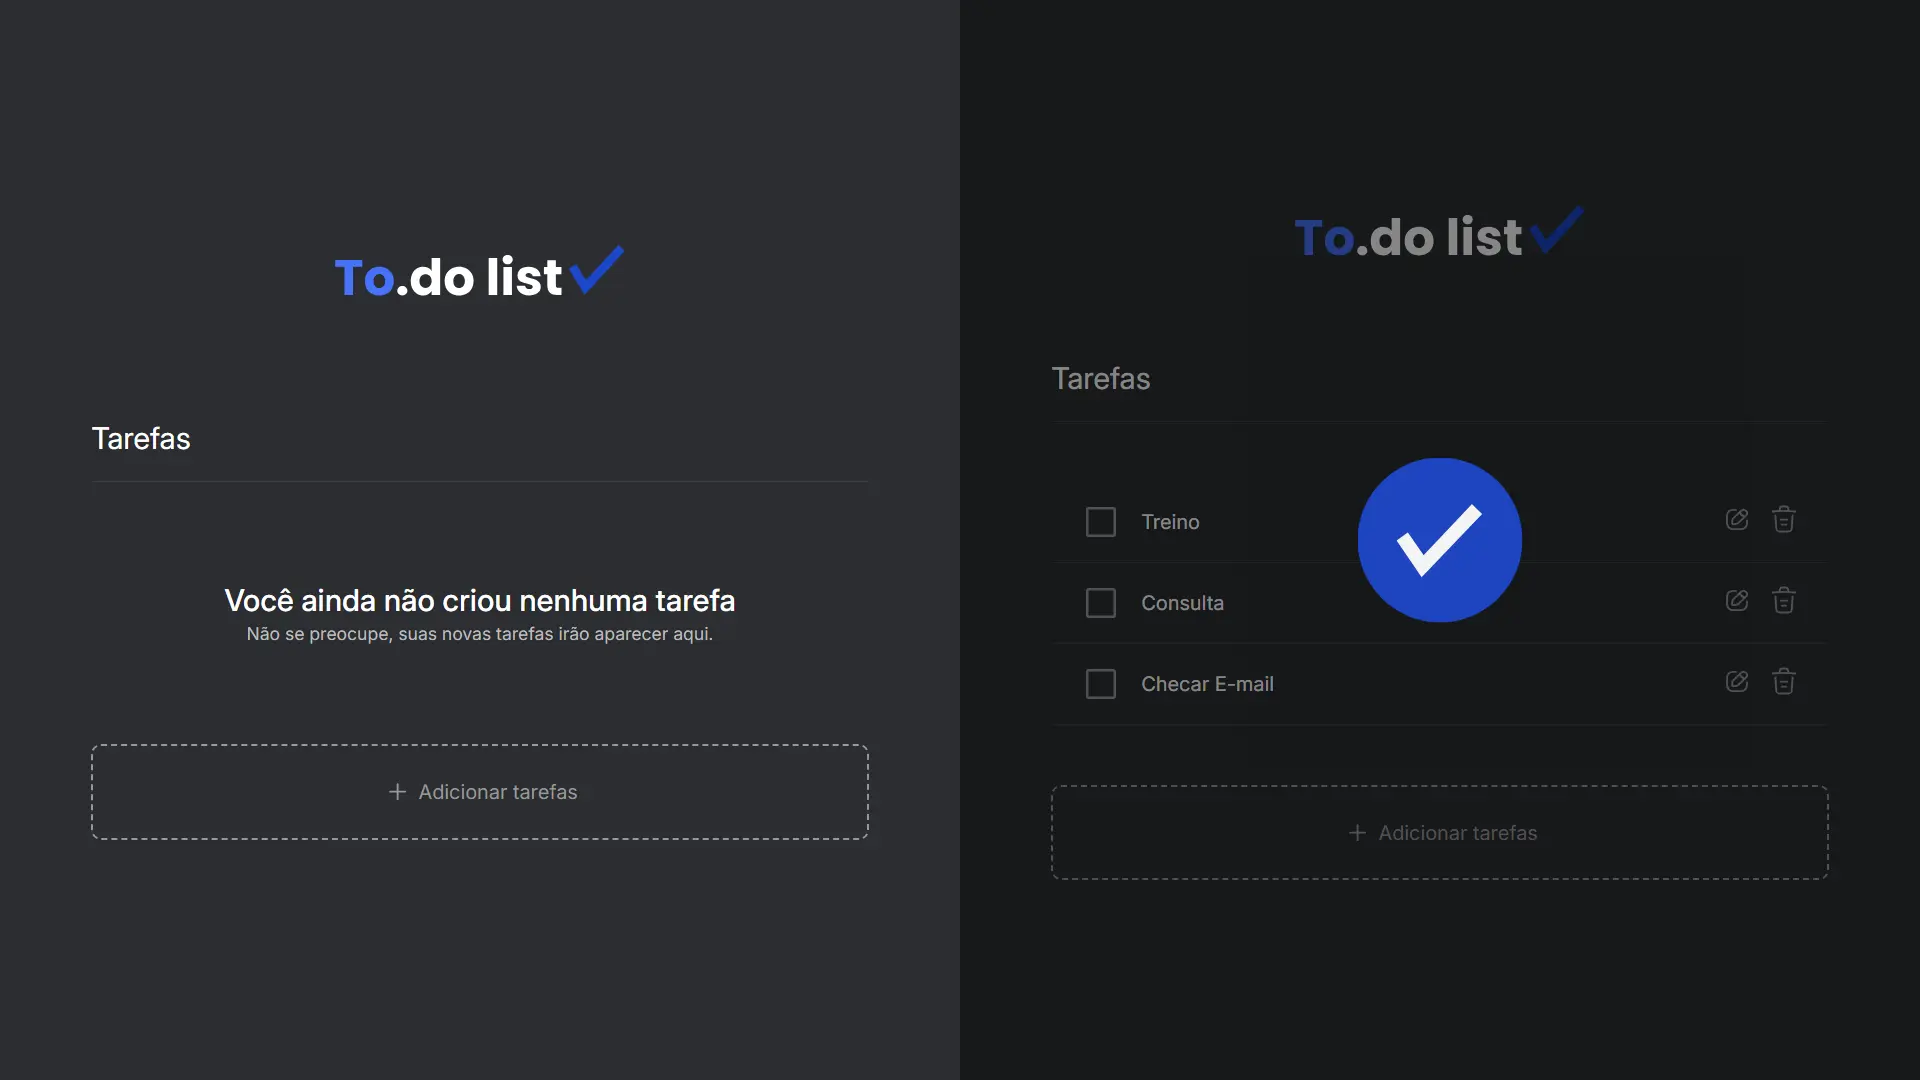 To.do list
Tarefas
Você ainda não criou nenhuma tarefa
Não se preocupe, suas novas tarefas irão aparecer aqui.
+ Adicionar tarefas
To.do list
Tarefas
Treino
Consulta
Checar E-mail
+ Adicionar tarefas